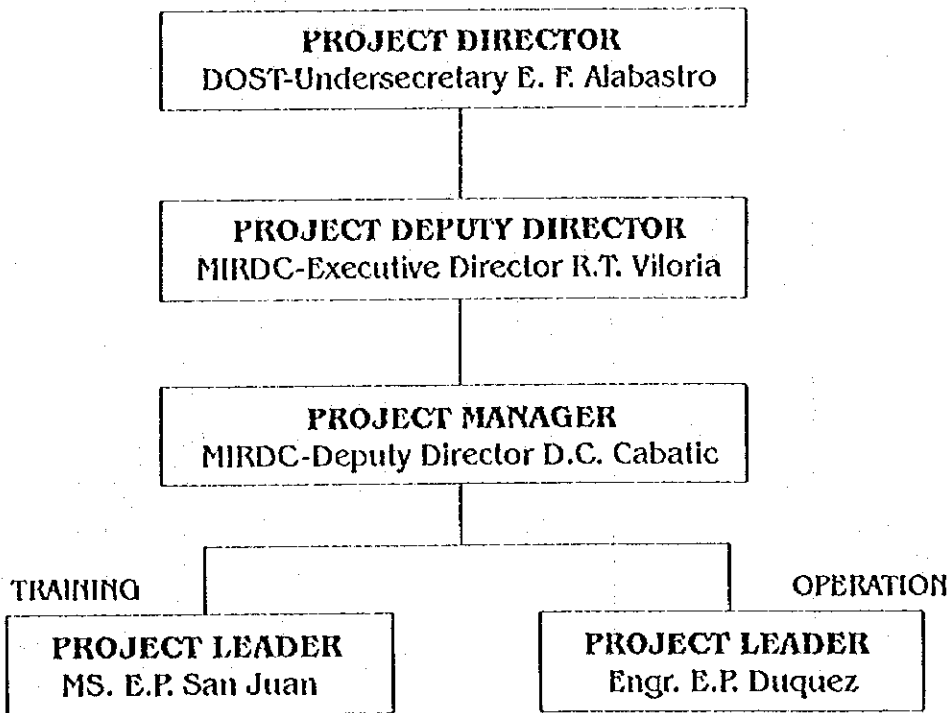 PROJECT DIRECTOR
DOST-Undersecretary E. F. Alabastro
PROJECT DEPUTY DIRECTOR
MIRDC-Executive Director R.T. Viloria
PROJECT MANAGER
MIRDC-Deputy Director D.C. Cabatic
TRAINING
PROJECT LEADER
MS. E.P. San Juan
OPERATION
PROJECT LEADER
Engr. E.P. Duquez